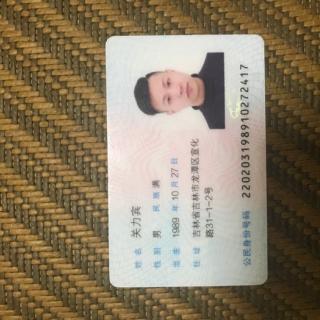 姓名 关力宾
性别 男 民族 满
出生 1989 年 10 月 27 日
住址 吉林省吉林市龙潭区宣化
路31-1-2号
公民身份号码 220203198910272417